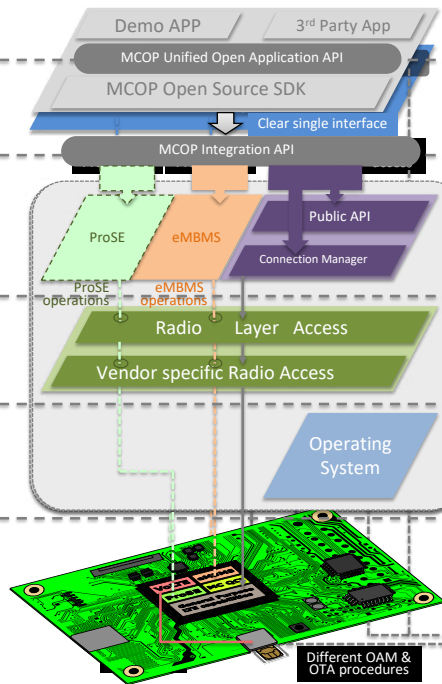 Demo APP
3rd Party App
MCOP Unified Open Application API
MCOP Open Source SDK
Clear single interface
MCOP Integration API
Public API
ProSE
eMBMS
Connection Manager
ProSE
operations
eMBMS
operations
Radio Layer Access
Vendor specific Radio Access
Operating
System
Different OAM &
OTA procedures